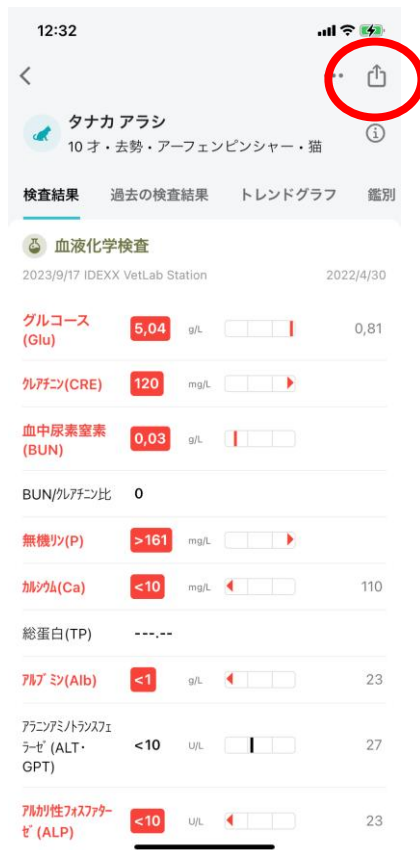 12:32
タナカ アラシ
10 才・去勢・アーフェンピンシャー・猫
検査結果 過去の検査結果 トレンドグラフ 鑑別
血液化学検査
2023/9/17 IDEXX VetLab Station 2022/4/30
グルコース
(Glu) 5,04 g/L 0,81
ｸﾚｱﾁﾆﾝ(CRE) 120 mg/L
血中尿素窒素
(BUN) 0,03 g/L
BUN/ｸﾚｱﾁﾆﾝ比 0
無機リン(P) >161 mg/L
ｶﾙｼｳﾑ(Ca) <10 mg/L 110
総蛋白(TP) ---.--
ｱﾙﾌﾞﾐﾝ(Alb) <1 g/L 23
ｱﾗﾆﾝｱﾐﾉﾄﾗﾝｽﾌｪ
ﾗｰｾﾞ(ALT・
GPT) <10 U/L 27
ｱﾙｶﾘ性ﾌｫｽﾌｧﾀｰ
ｾﾞ(ALP) <10 U/L 23